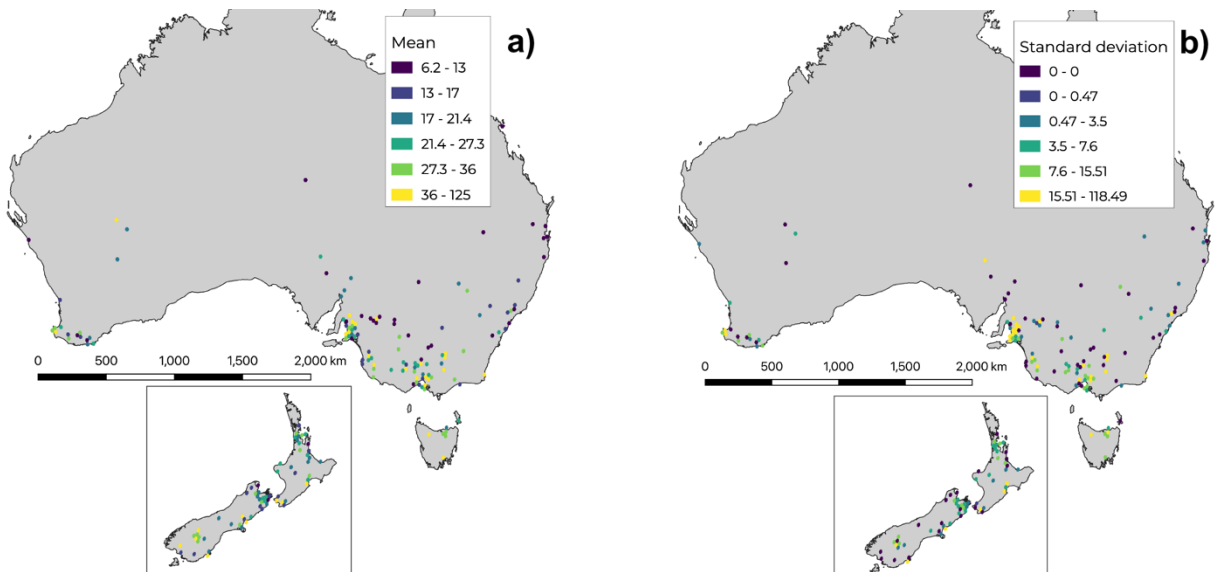 a)
Mean
6.2 - 13
13 - 17
17 - 21.4
21.4 - 27.3
27.3 - 36
36 - 125
0 500 1000 1,500 2,000 km
b)
Standard deviation
0 - 0
0 - 0.47
0.47 - 3.5
3.5 - 7.6
7.6 - 15.51
15.51 - 118.49
0 500 1,000 1,500 2,000 km